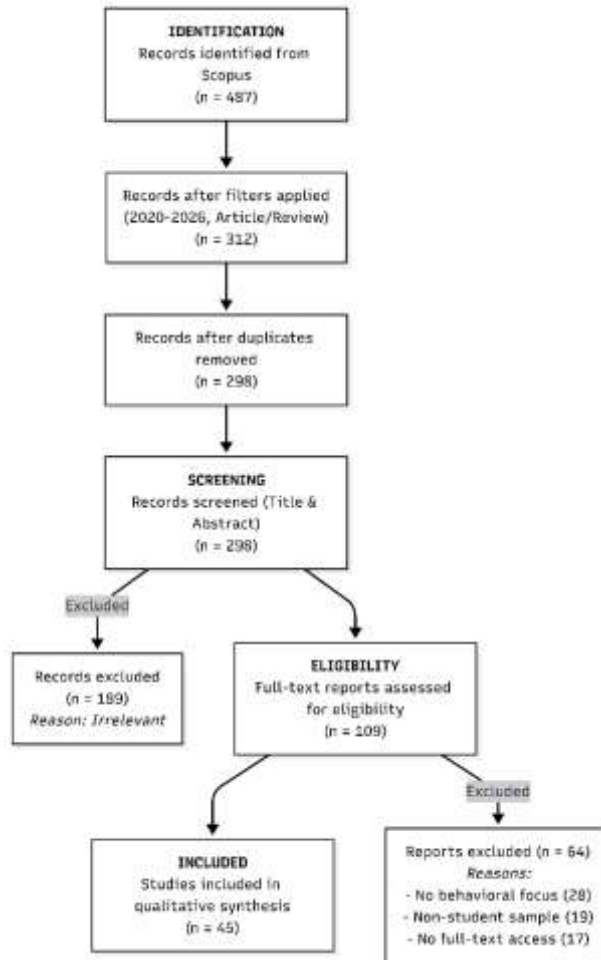 IDENTIFICATION
Records identified from
Scopus
(n = 487)
Records after filters applied
(2020-2026, Article/Review)
(n = 312)
Records after duplicates
removed
(n = 298)
SCREENING
Records screened (Title &
Abstract)
(n = 298)
Excluded
Records excluded
(n = 189)
Reason: Irrelevant
ELIGIBILITY
Full-text reports assessed
for eligibility
(n = 109)
Excluded
INCLUDED
Studies included in
qualitative synthesis
(n = 45)
Reports excluded (n = 64)
Reasons:
- No behavioral focus (28)
- Non-student sample (19)
- No full-text access (17)